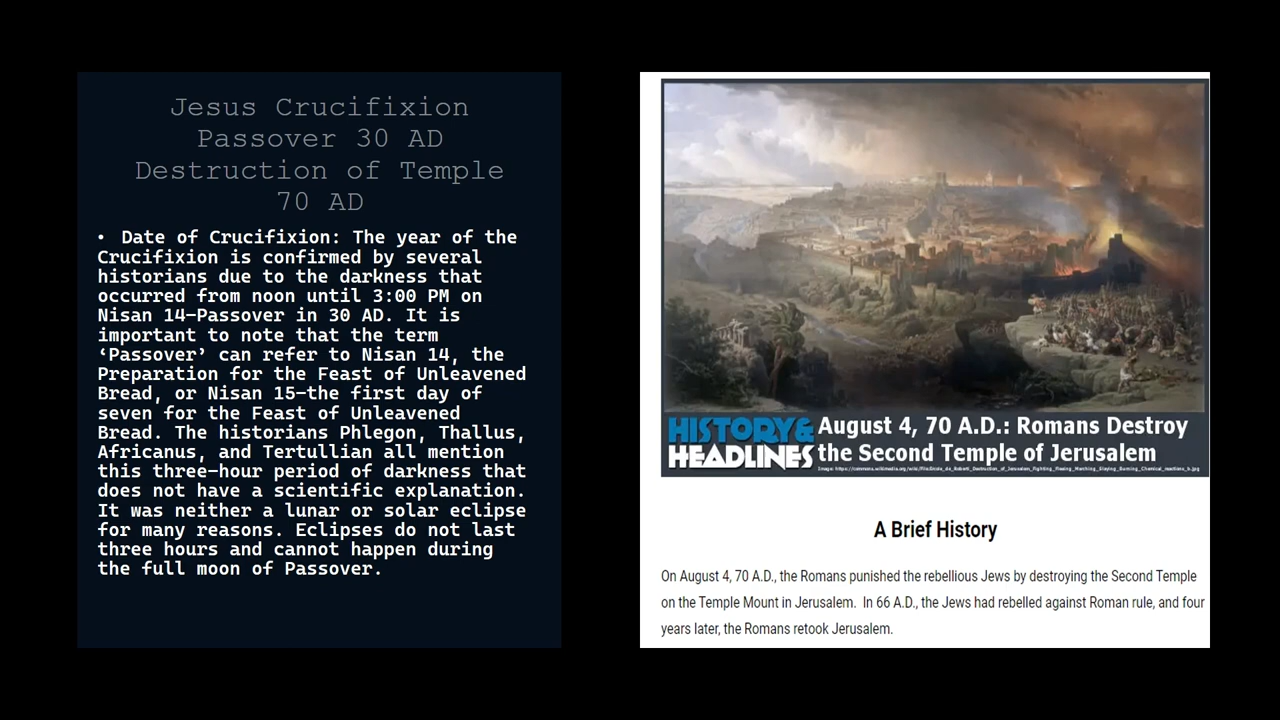 Jesus Crucifixion
Passover 30 AD
Destruction of Temple
70 AD
• Date of Crucifixion: The year of the
Crucifixion is confirmed by several
historians due to the darkness that
occurred from noon until 3:00 PM on
Nisan 14–Passover in 30 AD. It is
important to note that the term
‘Passover’ can refer to Nisan 14, the
Preparation for the Feast of Unleavened
Bread, or Nisan 15–the first day of
seven for the Feast of Unleavened
Bread. The historians Phlegon, Thallus,
Africanus, and Tertullian all mention
this three–hour period of darkness that
does not have a scientific explanation.
It was neither a lunar or solar eclipse
for many reasons. Eclipses do not last
three hours and cannot happen during
the full moon of Passover.
HISTORY&
HEADLINES
August 4, 70 A.D.: Romans Destroy
the Second Temple of Jerusalem
A Brief History
On August 4, 70 A.D., the Romans punished the rebellious Jews by destroying the Second Temple
on the Temple Mount in Jerusalem. In 66 A.D., the Jews had rebelled against Roman rule, and four
years later, the Romans retook Jerusalem.